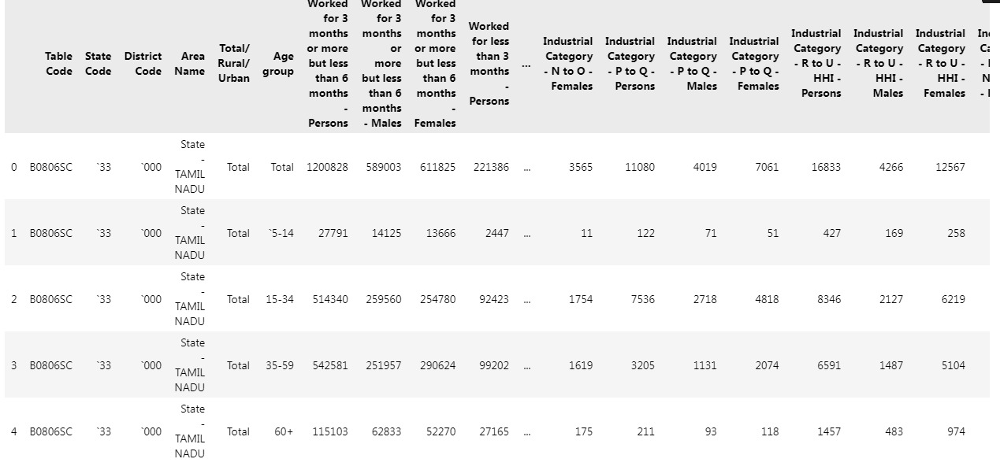 Table
Code
State
Code
District
Code
Area
Name
Total/
Rural/
Urban
Age
group
Worked
for 3
months
or more
but less
than 6
months
-
Persons
Worked
for 3
months
or
more
but less
than 6
months
- Males
Worked
for 3
months
or more
but less
than 6
months
-
Females
Worked
for less
than 3
months
-
Persons
...
Industrial
Category
- N to O -
Females
Industrial
Category
- P to Q -
Persons
Industrial
Category
- P to Q -
Males
Industrial
Category
- P to Q -
Females
Industrial
Category
- R to U -
HHI -
Persons
Industrial
Category
- R to U -
HHI -
Males
Industrial
Category
- R to U -
HHI -
Females
0 B0806SC `33 `000
State
-
TAMIL
NADU
Total Total 1200828 589003 611825 221386 ... 3565 11080 4019 7061 16833 4266 12567
1 B0806SC `33 `000
State
-
TAMIL
NADU
Total `5-14 27791 14125 13666 2447 ... 11 122 71 51 427 169 258
2 B0806SC `33 `000
State
-
TAMIL
NADU
Total 15-34 514340 259560 254780 92423 ... 1754 7536 2718 4818 8346 2127 6219
3 B0806SC `33 `000
State
-
TAMIL
NADU
Total 35-59 542581 251957 290624 99202 ... 1619 3205 1131 2074 6591 1487 5104
4 B0806SC `33 `000
State
-
TAMIL
NADU
Total 60+ 115103 62833 52270 27165 ... 175 211 93 118 1457 483 974